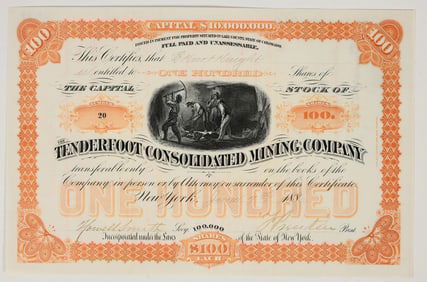 CAPITAL $10,000,000.
ISSUED IN PAYMENT FOR PROPERTY SITUATED IN LAKE COUNTY, STATE OF COLORADO.
FULL PAID AND UNASSESSABLE.
100 100
This Certifies, that
is entitled to ONE HUNDRED Shares of
THE CAPITAL STOCK OF
NUMBER SHARES
20 100.
THE
TENDERFOOT CONSOLIDATED MINING COMPANY
transferable only on the books of the
Company in person or by Attorney on surrender of this Certificate.
ONE HUNDRED
New York 188
Secy. 100,000 Prest.
SHARES
Incorporated under the Laws $100 of the State of New York.
EACH